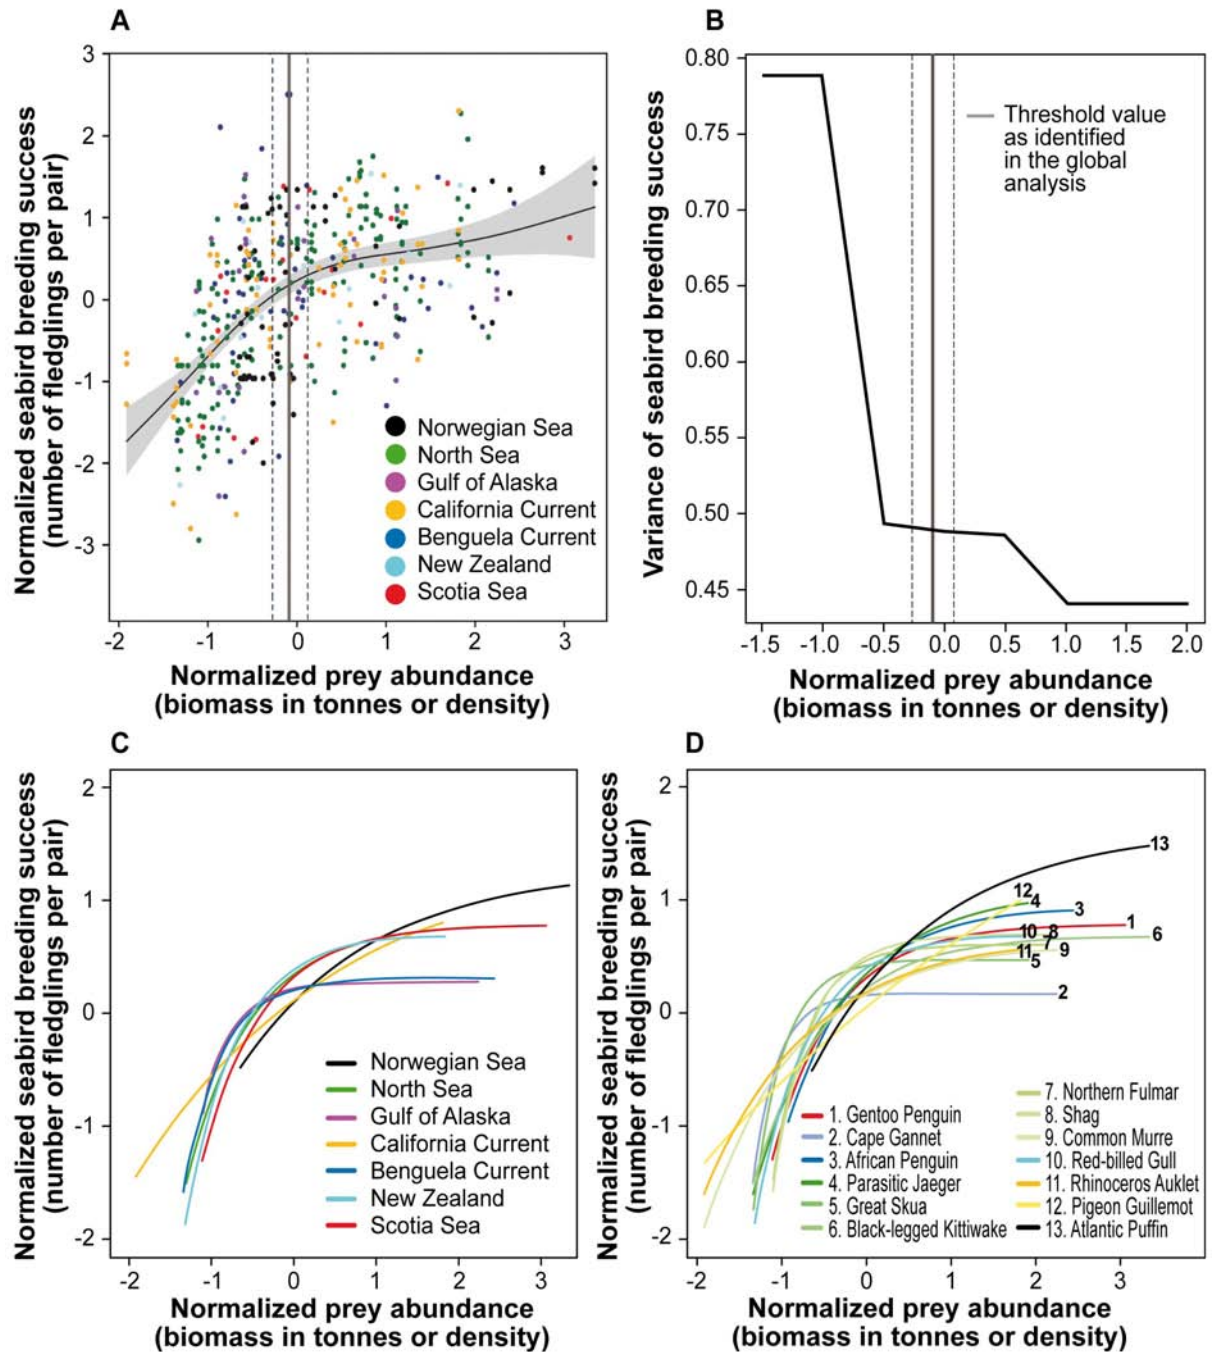 A
Normalized seabird breeding success
(number of fledglings per pair)
3
2
1
0
-1
-2
-3
Norwegian Sea
North Sea
Gulf of Alaska
California Current
Benguela Current
New Zealand
Scotia Sea
-2
-1
0
1
2
3
Normalized prey abundance
(biomass in tonnes or density)
B
Variance of seabird breeding success
0.80
0.75
0.70
0.65
0.60
0.55
0.50
0.45
Threshold value
as identified
in the global
analysis
-1.5
-1.0
-0.5
0.0
0.5
1.0
1.5
2.0
Normalized prey abundance
(biomass in tonnes or density)
C
Normalized seabird breeding success
(number of fledglings per pair)
2
1
0
-1
-2
Norwegian Sea
North Sea
Gulf of Alaska
California Current
Benguela Current
New Zealand
Scotia Sea
-2
-1
0
1
2
3
Normalized prey abundance
(biomass in tonnes or density)
D
Normalized seabird breeding success
(number of fledglings per pair)
2
1
0
-1
-2
13
12
4
3
1
10
8
6
7
11
9
5
2
1. Gentoo Penguin
2. Cape Gannet
3. African Penguin
4. Parasitic Jaeger
5. Great Skua
6. Black-legged Kittiwake
7. Northern Fulmar
8. Shag
9. Common Murre
10. Red-billed Gull
11. Rhinoceros Auklet
12. Pigeon Guillemot
13. Atlantic Puffin
-2
-1
0
1
2
3
Normalized prey abundance
(biomass in tonnes or density)